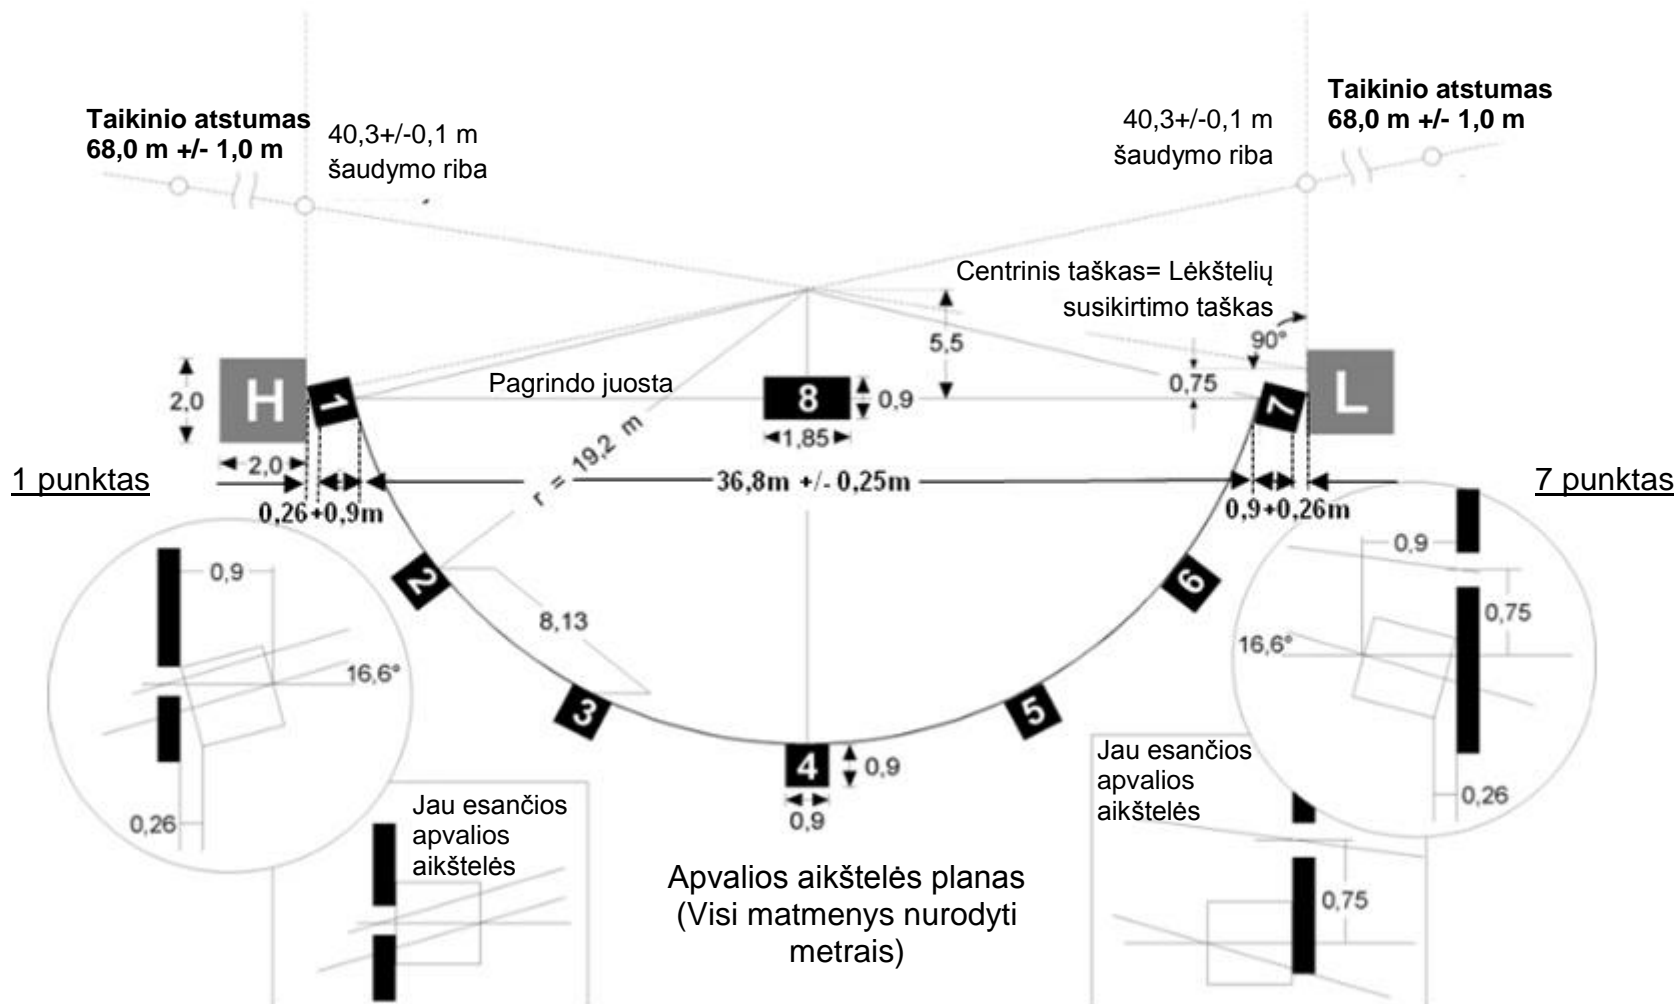 Taikinio atstumas
68,0 m +/- 1,0 m
40,3+/-0,1 m
šaudymo riba
40,3+/-0,1 m
šaudymo riba
Taikinio atstumas
68,0 m +/- 1,0 m
Centrinis taškas= Lėkštelių
susikirtimo taškas
90°
5,5
0,75
Pagrindo juosta
r = 19,2 m
2,0
H
1
8
0,9
7
L
1,85
2,0
1 punktas
36,8m +/- 0,25m
7 punktas
0,26+0,9m
0,9+0,26m
0,9
2
6
0,9
0,75
8,13
16,6°
16,6°
3
5
4
0,9
0,9
0,26
0,26
Jau esančios
apvalios
aikštelės
Jau esančios
apvalios
aikštelės
0,75
Apvalios aikštelės planas
(Visi matmenys nurodyti
metrais)